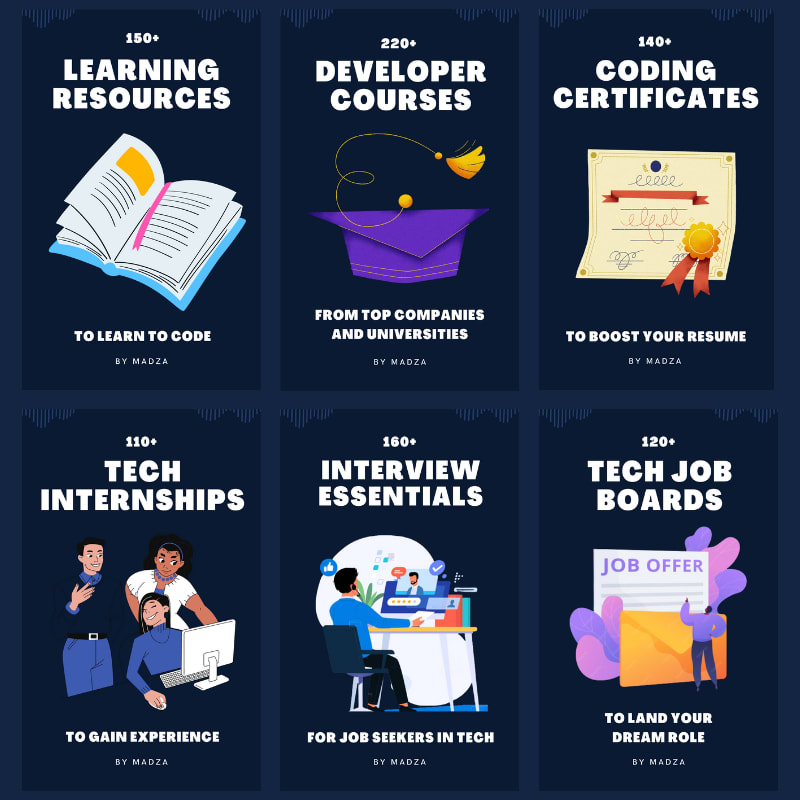 150+
LEARNING
RESOURCES
TO LEARN TO CODE
BY MADZA
220+
DEVELOPER
COURSES
FROM TOP COMPANIES
AND UNIVERSITIES
BY MADZA
140+
CODING
CERTIFICATES
TO BOOST YOUR RESUME
BY MADZA
110+
TECH
INTERNSHIPS
TO GAIN EXPERIENCE
BY MADZA
160+
INTERVIEW
ESSENTIALS
FOR JOB SEEKERS IN TECH
BY MADZA
120+
TECH JOB
BOARDS
JOB OFFER
TO LAND YOUR
DREAM ROLE
BY MADZA